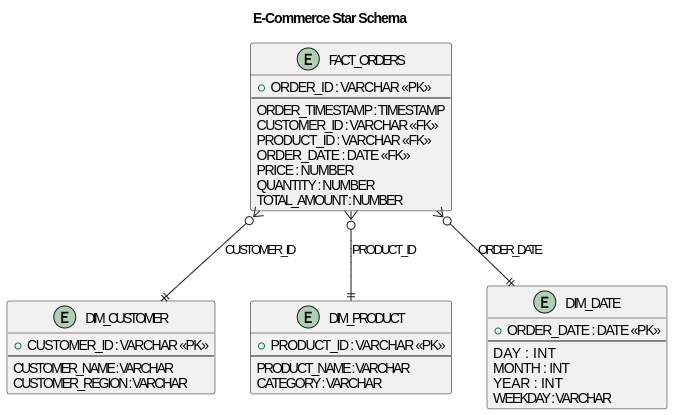 E-Commerce Star Schema
E FACT_ORDERS
ORDER_ID : VARCHAR «PK»
ORDER_TIMESTAMP : TIMESTAMP
CUSTOMER_ID : VARCHAR «FK»
PRODUCT_ID : VARCHAR «FK»
ORDER_DATE : DATE «FK»
PRICE : NUMBER
QUANTITY : NUMBER
TOTAL_AMOUNT : NUMBER
CUSTOMER_ID
PRODUCT_ID
ORDER_DATE
E DIM_CUSTOMER
CUSTOMER_ID : VARCHAR «PK»
CUSTOMER_NAME : VARCHAR
CUSTOMER_REGION : VARCHAR
E DIM_PRODUCT
PRODUCT_ID : VARCHAR «PK»
PRODUCT_NAME : VARCHAR
CATEGORY : VARCHAR
E DIM_DATE
ORDER_DATE : DATE «PK»
DAY : INT
MONTH : INT
YEAR : INT
WEEKDAY : VARCHAR